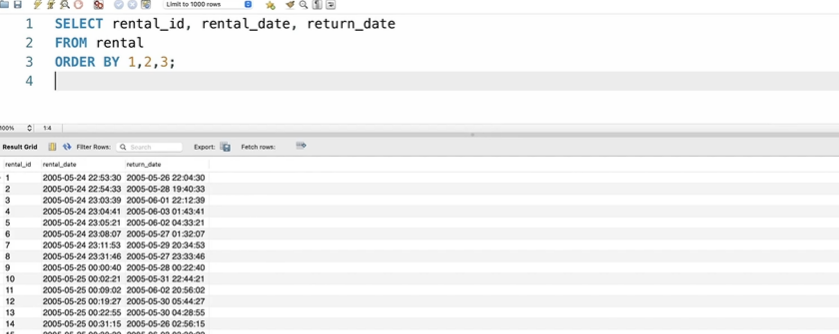 Limit to 1000 rows
1 SELECT rental_id, rental_date, return_date
2 FROM rental
3 ORDER BY 1,2,3;
4
100% 1:4
Result Grid Filter Rows: Search Export: Fetch rows:
rental_id rental_date return_date
1 2005-05-24 22:53:30 2005-05-26 22:04:30
2 2005-05-24 22:54:33 2005-05-28 19:40:33
3 2005-05-24 23:03:39 2005-06-01 22:12:39
4 2005-05-24 23:04:41 2005-06-03 01:43:41
5 2005-05-24 23:05:21 2005-06-02 04:33:21
6 2005-05-24 23:08:07 2005-05-27 01:32:07
7 2005-05-24 23:11:53 2005-05-29 20:34:53
8 2005-05-24 23:31:46 2005-05-27 23:33:46
9 2005-05-25 00:00:40 2005-05-28 00:22:40
10 2005-05-25 00:02:21 2005-05-31 22:44:21
11 2005-05-25 00:09:02 2005-06-02 20:56:02
12 2005-05-25 00:19:27 2005-05-30 05:44:27
13 2005-05-25 00:22:55 2005-05-30 04:28:55
14 2005-05-25 00:31:15 2005-05-26 02:56:15